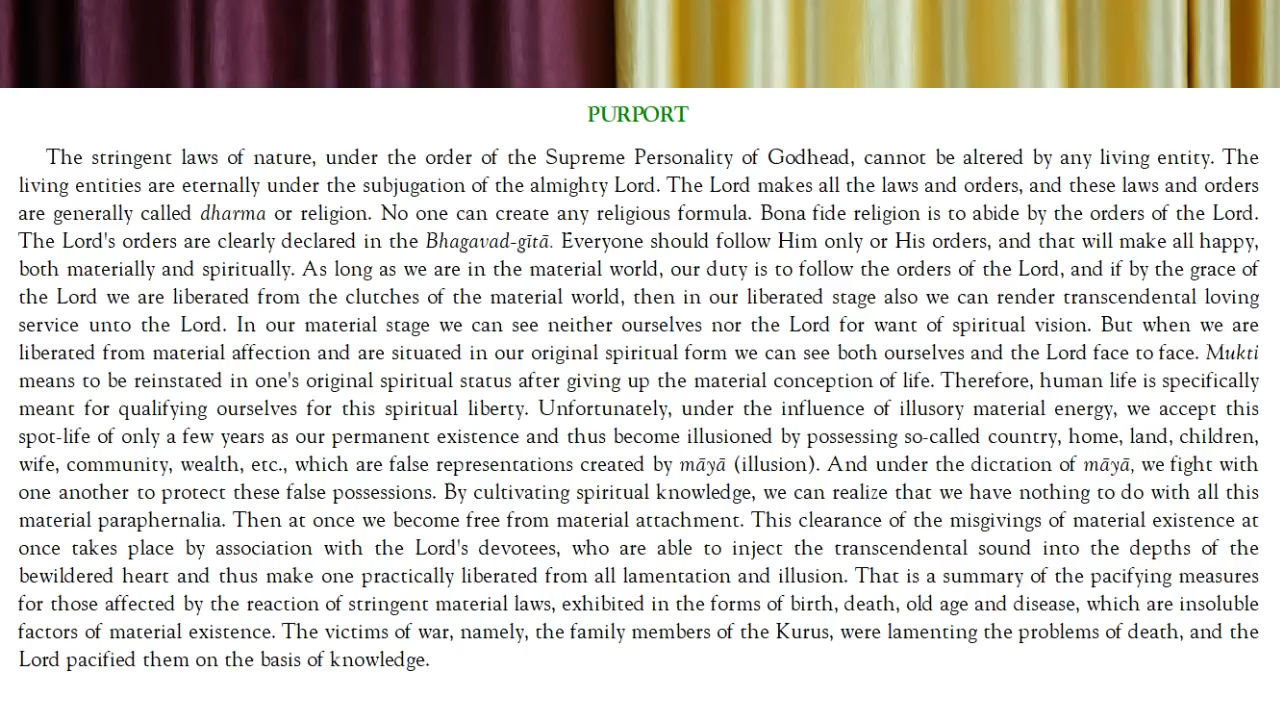 PURPORT
The stringent laws of nature, under the order of the Supreme Personality of Godhead, cannot be altered by any living entity. The
living entities are eternally under the subjugation of the almighty Lord. The Lord makes all the laws and orders, and these laws and orders
are generally called dharma or religion. No one can create any religious formula. Bona fide religion is to abide by the orders of the Lord.
The Lord's orders are clearly declared in the Bhagavad-gītā. Everyone should follow Him only or His orders, and that will make all happy,
both materially and spiritually. As long as we are in the material world, our duty is to follow the orders of the Lord, and if by the grace of
the Lord we are liberated from the clutches of the material world, then in our liberated stage also we can render transcendental loving
service unto the Lord. In our material stage we can see neither ourselves nor the Lord for want of spiritual vision. But when we are
liberated from material affection and are situated in our original spiritual form we can see both ourselves and the Lord face to face. Mukti
means to be reinstated in one's original spiritual status after giving up the material conception of life. Therefore, human life is specifically
meant for qualifying ourselves for this spiritual liberty. Unfortunately, under the influence of illusory material energy, we accept this
spot-life of only a few years as our permanent existence and thus become illusioned by possessing so-called country, home, land, children,
wife, community, wealth, etc., which are false representations created by māyā (illusion). And under the dictation of māyā, we fight with
one another to protect these false possessions. By cultivating spiritual knowledge, we can realize that we have nothing to do with all this
material paraphernalia. Then at once we become free from material attachment. This clearance of the misgivings of material existence at
once takes place by association with the Lord's devotees, who are able to inject the transcendental sound into the depths of the
bewildered heart and thus make one practically liberated from all lamentation and illusion. That is a summary of the pacifying measures
for those affected by the reaction of stringent material laws, exhibited in the forms of birth, death, old age and disease, which are insoluble
factors of material existence. The victims of war, namely, the family members of the Kurus, were lamenting the problems of death, and the
Lord pacified them on the basis of knowledge.